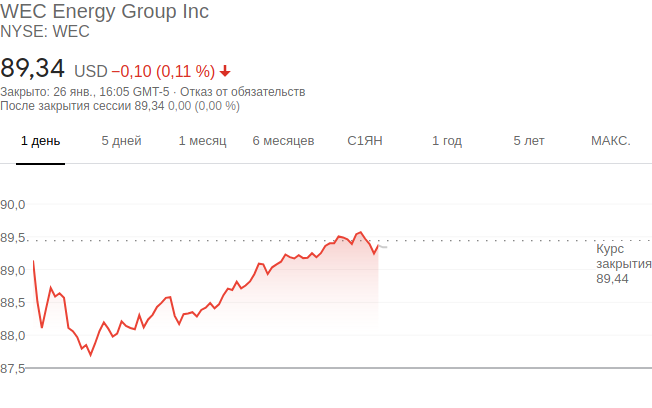 WEC Energy Group Inc
NYSE: WEC
89,34 USD −0,10 (0,11 %)
Закрыто: 26 янв., 16:05 GMT-5 · Отказ от обязательств
После закрытия сессии 89,34 0,00 (0,00 %)
1 день 5 дней 1 месяц 6 месяцев С1ЯН 1 год 5 лет МАКС.
90,0
89,5
Курс
закрытия
89,44
89,0
88,5
88,0
87,5